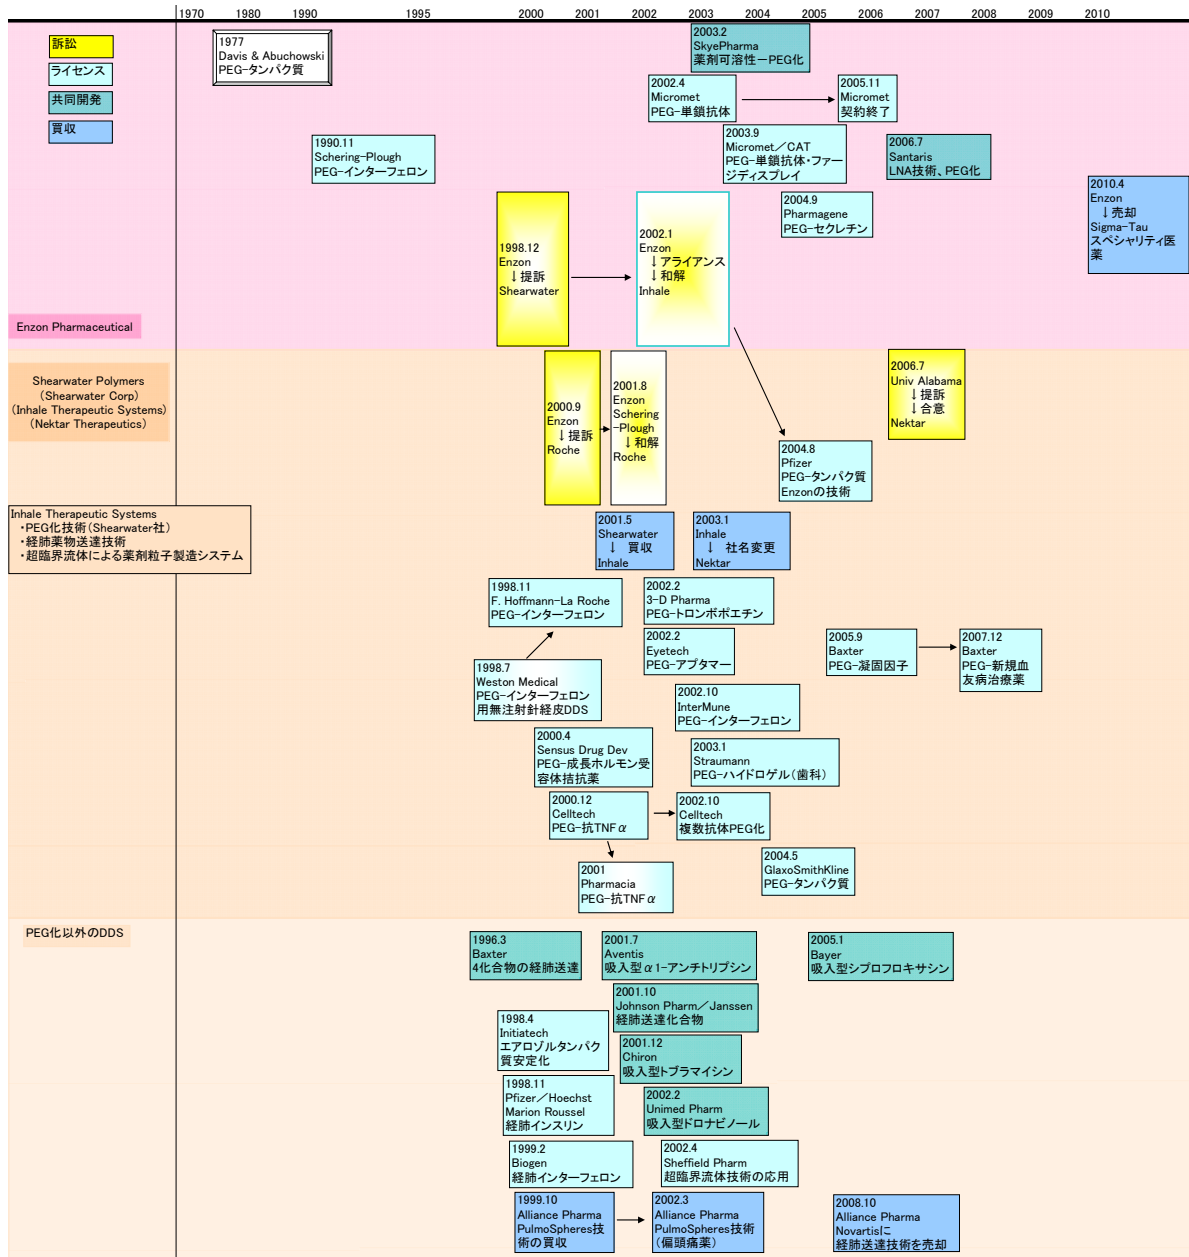 1970 1980 1990 1995 2000 2001 2002 2003 2004 2005 2006 2007 2008 2009 2010
訴訟
ライセンス
共同開発
買収
1977
Davis & Abuchowski
PEG-タンパク質
2003.2
SkyePharma
薬剤可溶性－PEG化
2002.4
Micromet
PEG-単鎖抗体
2005.11
Micromet
契約終了
1990.11
Schering-Plough
PEG-インターフェロン
2003.9
Micromet／CAT
PEG-単鎖抗体・ファー
ジディスプレイ
2006.7
Santaris
LNA技術、PEG化
2004.9
Pharmagene
PEG-セクレチン
2010.4
Enzon
↓売却
Sigma-Tau
スペシャリティ医
薬
1998.12
Enzon
↓提訴
Shearwater
2002.1
Enzon
↓アライアンス
↓和解
Inhale
Enzon Pharmaceutical
Shearwater Polymers
(Shearwater Corp)
(Inhale Therapeutic Systems)
(Nektar Therapeutics)
2000.9
Enzon
↓提訴
Roche
2001.8
Enzon
Schering
-Plough
↓和解
Roche
2006.7
Univ Alabama
↓提訴
↓合意
Nektar
2004.8
Pfizer
PEG-タンパク質
Enzonの技術
Inhale Therapeutic Systems
・PEG化技術(Shearwater社)
・経肺薬物送達技術
・超臨界流体による薬剤粒子製造システム
2001.5
Shearwater
↓ 買収
Inhale
2003.1
Inhale
↓ 社名変更
Nektar
1998.11
F. Hoffmann-La Roche
PEG-インターフェロン
2002.2
3-D Pharma
PEG-トロンボポエチン
2002.2
Eyetech
PEG-アプタマー
2005.9
Baxter
PEG-凝固因子
2007.12
Baxter
PEG-新規血
友病治療薬
1998.7
Weston Medical
PEG-インターフェロン
用無注射針経皮DDS
2002.10
InterMune
PEG-インターフェロン
2000.4
Sensus Drug Dev
PEG-成長ホルモン受
容体拮抗薬
2003.1
Straumann
PEG-ハイドロゲル(歯科)
2000.12
Celltech
PEG-抗TNFα
2002.10
Celltech
複数抗体PEG化
2001
Pharmacia
PEG-抗TNFα
2004.5
GlaxoSmithKline
PEG-タンパク質
PEG化以外のDDS
1996.3
Baxter
4化合物の経肺送達
2001.7
Aventis
吸入型α1-アンチトリプシン
2005.1
Bayer
吸入型シプロフロキサシン
2001.10
Johnson Pharm／Janssen
経肺送達化合物
1998.4
Initiatech
エアロゾルタンパク
質安定化
2001.12
Chiron
吸入型トブラマイシン
1998.11
Pfizer／Hoechst
Marion Roussel
経肺インスリン
2002.2
Unimed Pharm
吸入型ドロナビノール
1999.2
Biogen
経肺インターフェロン
2002.4
Sheffield Pharm
超臨界流体技術の応用
1999.10
Alliance Pharma
PulmoSpheres技
術の買収
2002.3
Alliance Pharma
PulmoSpheres技術
(偏頭痛薬)
2008.10
Alliance Pharma
Novartisに
経肺送達技術を売却